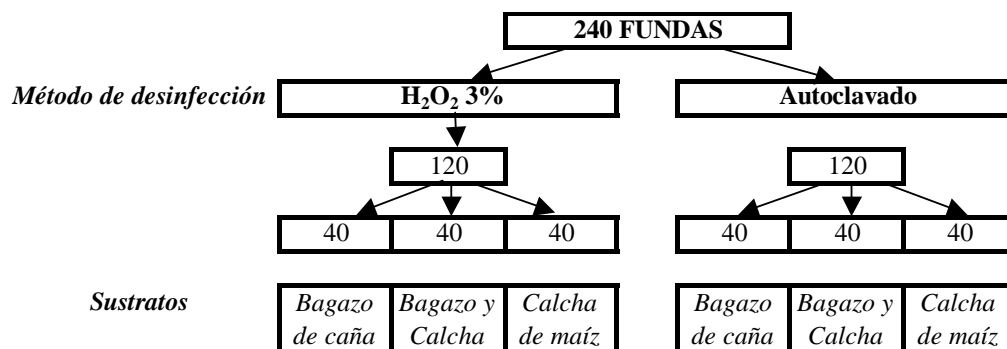 240 FUNDAS
Método de desinfección H₂O₂ 3% Autoclavado
120 120
40 40 40 40 40 40
Sustratos Bagazo Bagazo y Calcha Bagazo Bagazo y Calcha
de caña Calcha de maíz de caña Calcha de maíz